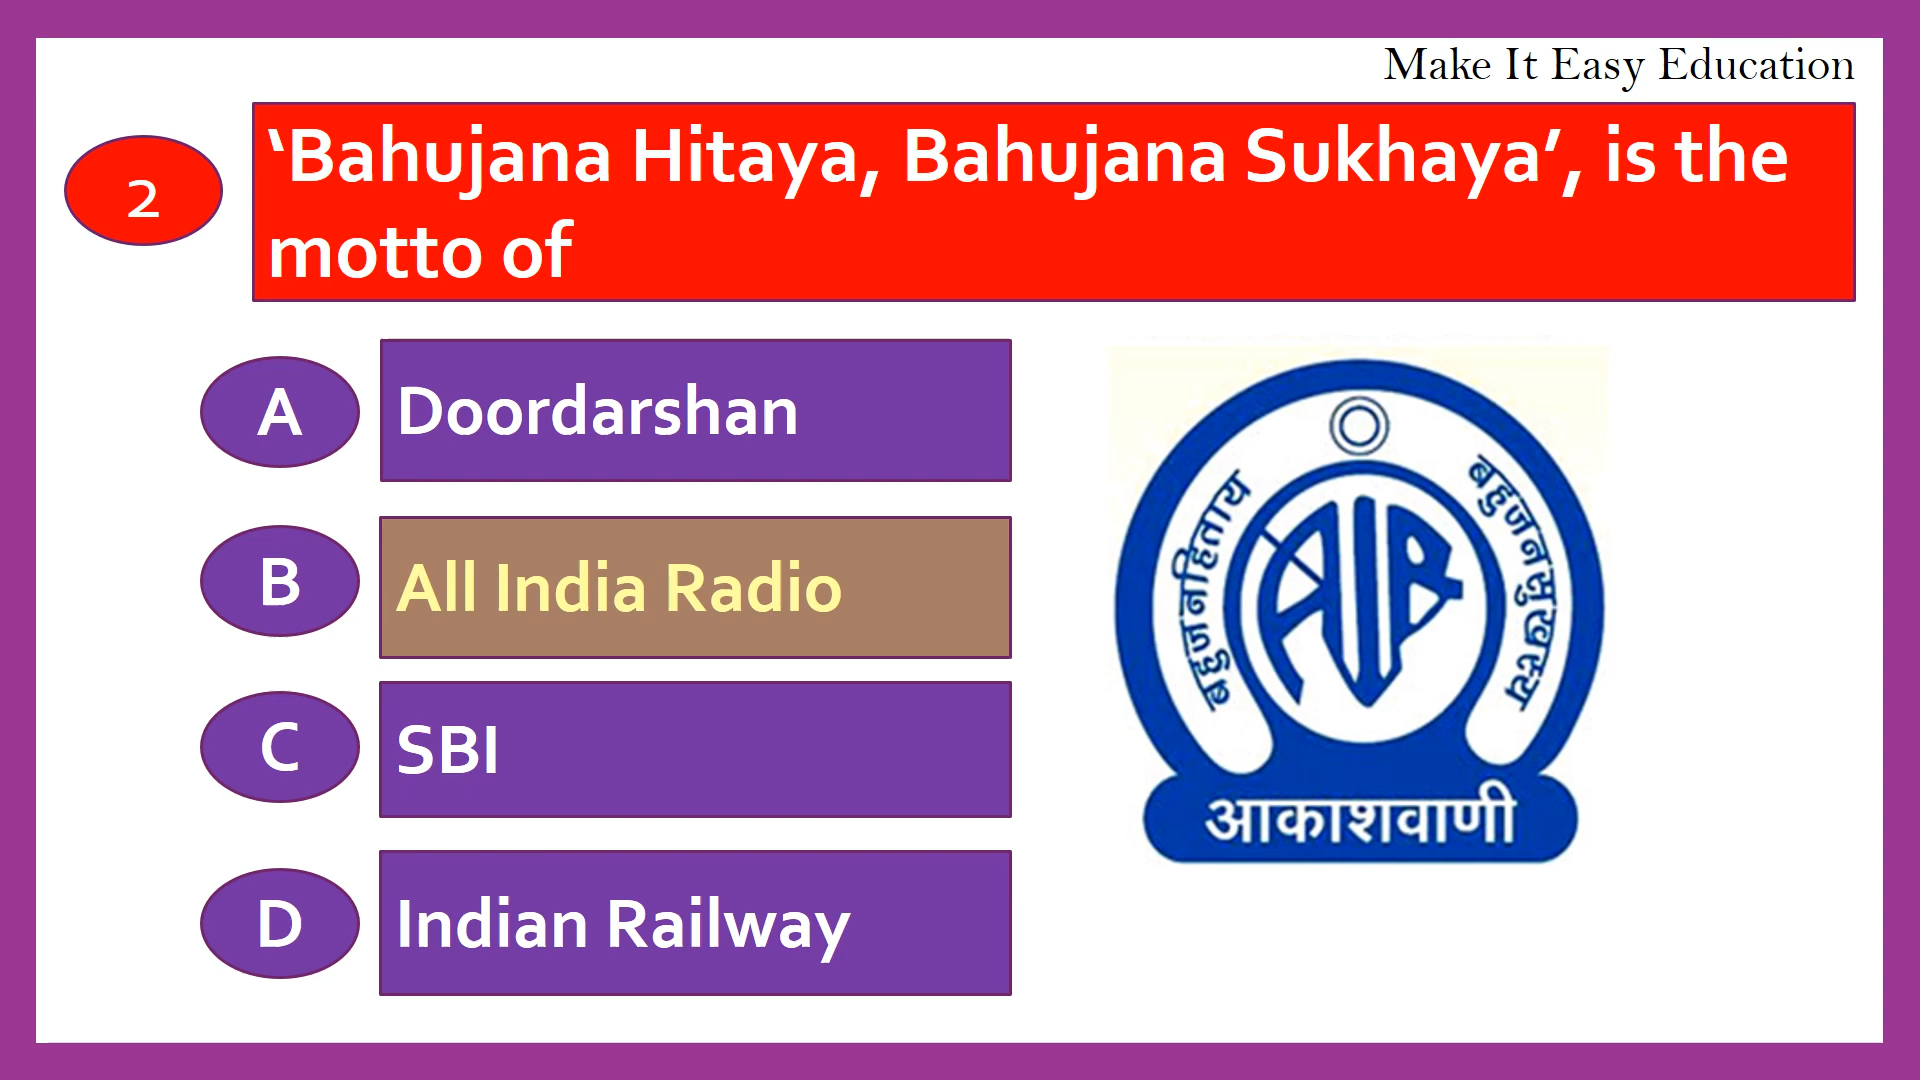 Make It Easy Education
2
‘Bahujana Hitaya, Bahujana Sukhaya’, is the
motto of
A
Doordarshan
B
All India Radio
C
SBI
D
Indian Railway
बहुजनहिताय
बहुजनसुखाय
AIR
आकाशवाणी